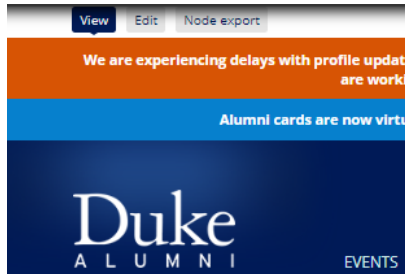 View Edit Node export
We are experiencing delays with profile updat
are worki
Alumni cards are now virtu
Duke
ALUMNI
EVENTS